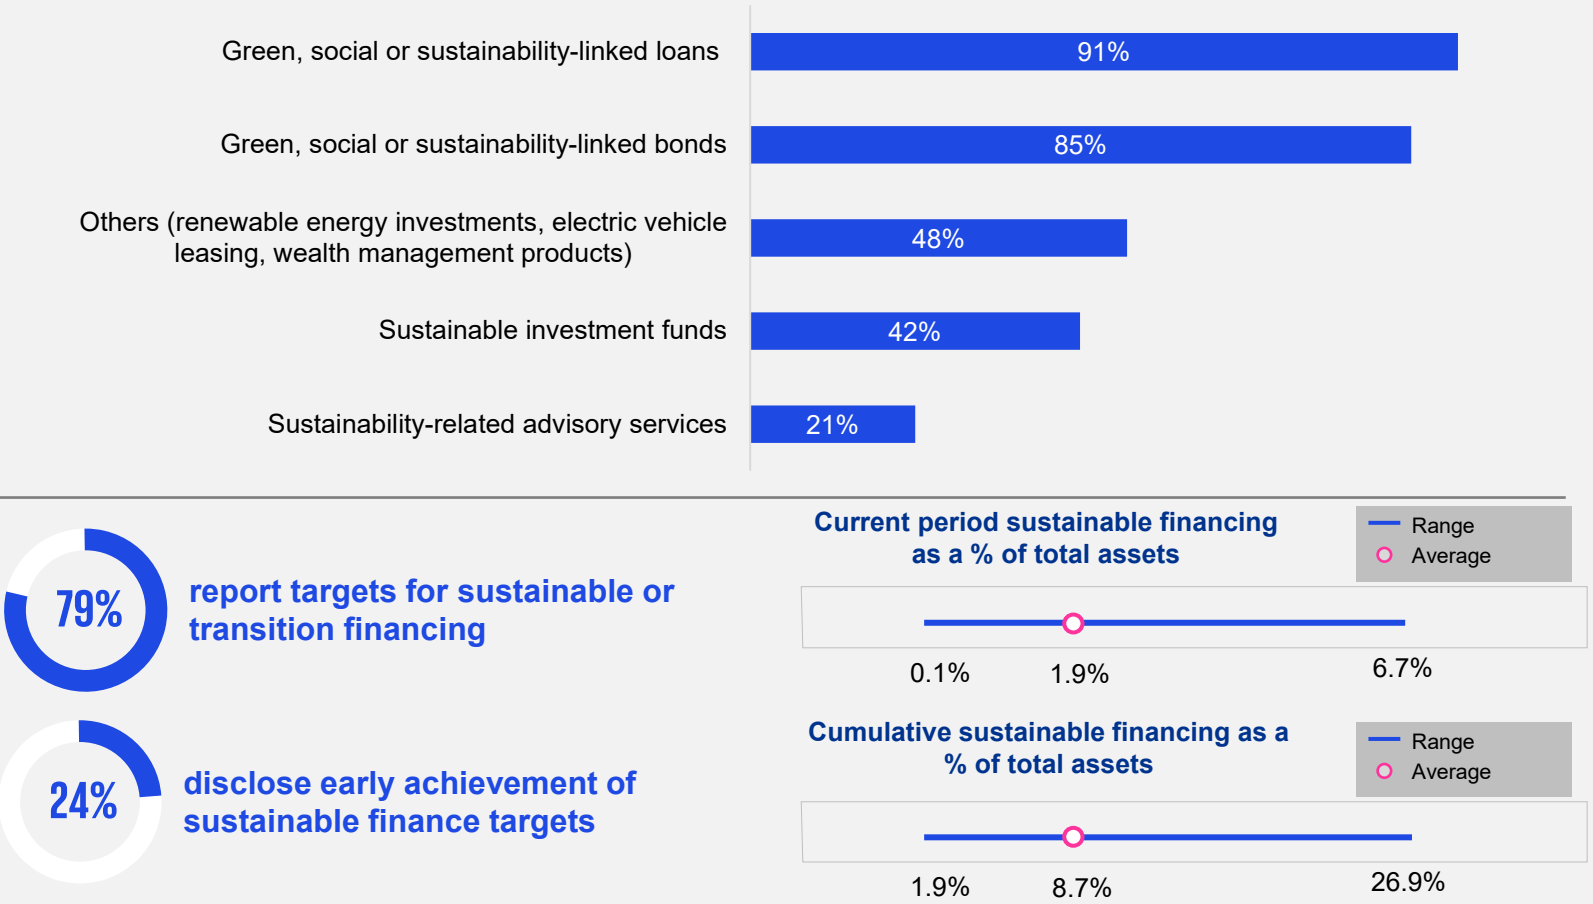 Green, social or sustainability-linked loans
91%
Green, social or sustainability-linked bonds
85%
Others (renewable energy investments, electric vehicle
leasing, wealth management products)
48%
Sustainable investment funds
42%
Sustainability-related advisory services
21%
79%
report targets for sustainable or
transition financing
24%
disclose early achievement of
sustainable finance targets
Current period sustainable financing
as a % of total assets
Range
Average
0.1%
1.9%
6.7%
Cumulative sustainable financing as a
% of total assets
Range
Average
1.9%
8.7%
26.9%